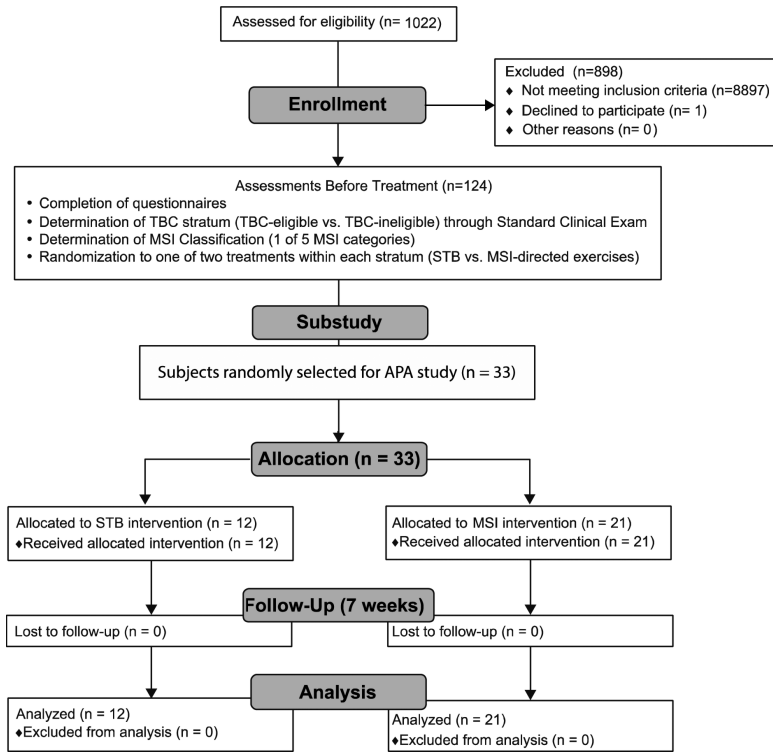 Assessed for eligibility (n= 1022)
Enrollment
Excluded (n=898)
♦ Not meeting inclusion criteria (n=8897)
♦ Declined to participate (n= 1)
♦ Other reasons (n= 0)
Assessments Before Treatment (n=124)
• Completion of questionnaires
• Determination of TBC stratum (TBC-eligible vs. TBC-ineligible) through Standard Clinical Exam
• Determination of MSI Classification (1 of 5 MSI categories)
• Randomization to one of two treatments within each stratum (STB vs. MSI-directed exercises)
Substudy
Subjects randomly selected for APA study (n = 33)
Allocation (n = 33)
Allocated to STB intervention (n = 12)
♦Received allocated intervention (n = 12)
Allocated to MSI intervention (n = 21)
♦Received allocated intervention (n = 21)
Follow-Up (7 weeks)
Lost to follow-up (n = 0)
Lost to follow-up (n = 0)
Analysis
Analyzed (n = 12)
♦Excluded from analysis (n = 0)
Analyzed (n = 21)
♦Excluded from analysis (n = 0)